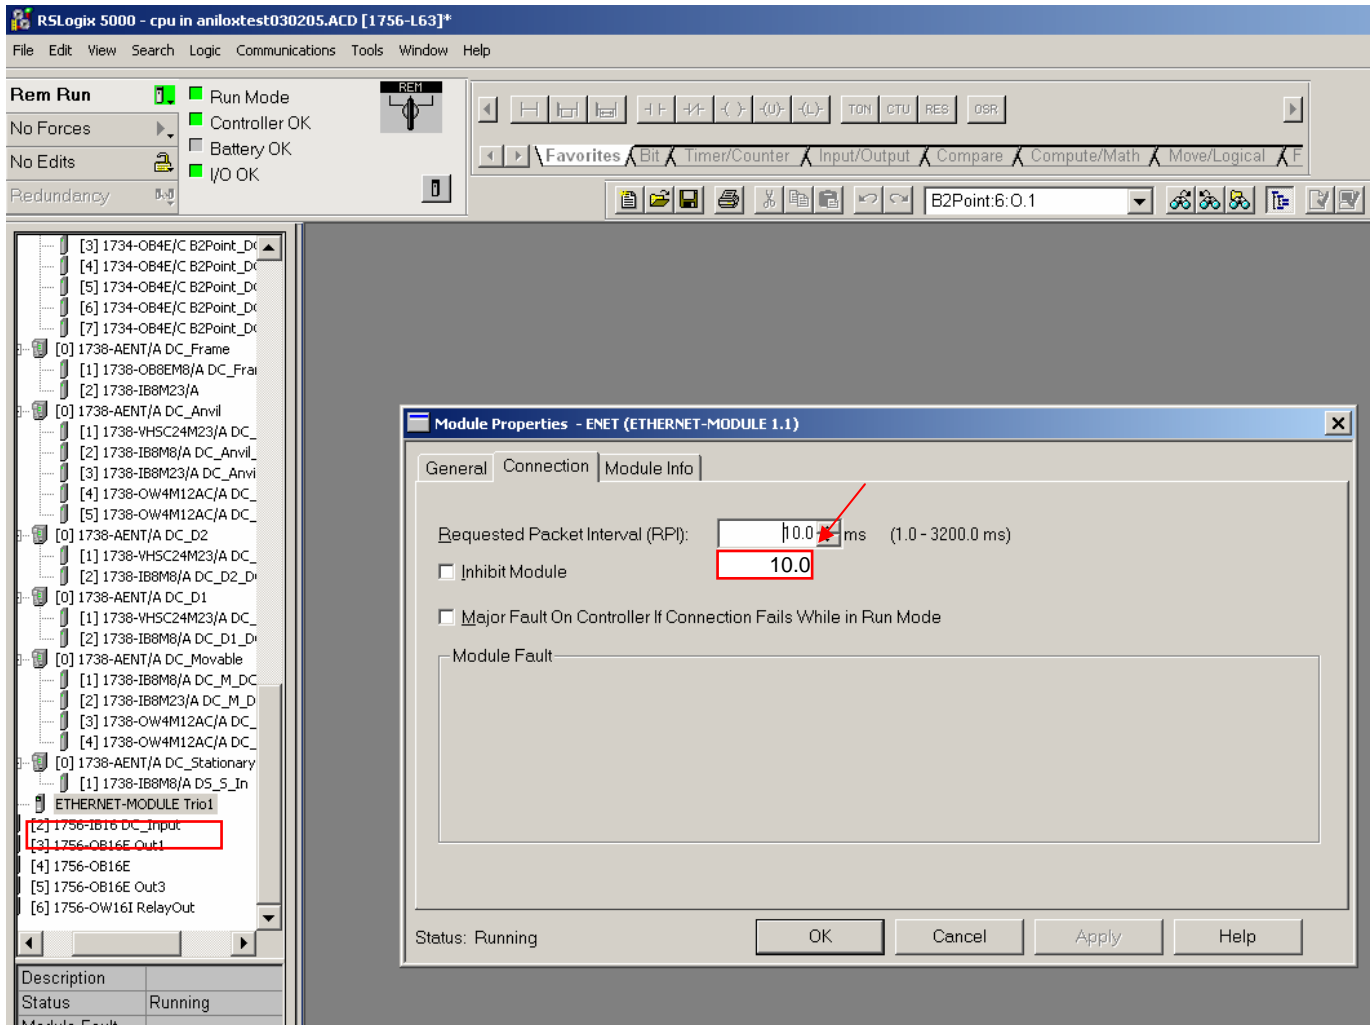 RSLogix 5000 - cpu in aniloxtest030205.ACD [1756-L63]*
File Edit View Search Logic Communications Tools Window Help
Rem Run
No Forces
No Edits
Redundancy
Run Mode
Controller OK
Battery OK
I/O OK
REM
TON CTU RES OSR
Favorites Bit Timer/Counter Input/Output Compare Compute/Math Move/Logical F
B2Point:6:O.1
[3] 1734-OB4E/C B2Point_D
[4] 1734-OB4E/C B2Point_D
[5] 1734-OB4E/C B2Point_D
[6] 1734-OB4E/C B2Point_D
[7] 1734-OB4E/C B2Point_D
[0] 1738-AENT/A DC_Frame
[1] 1738-OB8EM8/A DC_Fra
[2] 1738-IB8M23/A
[0] 1738-AENT/A DC_Anvil
[1] 1738-VHSC24M23/A DC_
[2] 1738-IB8M8/A DC_Anvil_
[3] 1738-IB8M23/A DC_Anvi
[4] 1738-OW4M12AC/A DC_
[5] 1738-OW4M12AC/A DC_
[0] 1738-AENT/A DC_D2
[1] 1738-VHSC24M23/A DC_
[2] 1738-IB8M8/A DC_D2_D
[0] 1738-AENT/A DC_D1
[1] 1738-VHSC24M23/A DC_
[2] 1738-IB8M8/A DC_D1_D
[0] 1738-AENT/A DC_Movable
[1] 1738-IB8M8/A DC_M_DC
[2] 1738-IB8M23/A DC_M_D
[3] 1738-OW4M12AC/A DC_
[4] 1738-OW4M12AC/A DC_
[0] 1738-AENT/A DC_Stationary
[1] 1738-IB8M8/A DS_S_In
ETHERNET-MODULE Trio1
[2] 1756-IB16 DC_Input
[3] 1756-OB16E Out1
[4] 1756-OB16E
[5] 1756-OB16E Out3
[6] 1756-OW16I RelayOut
Description
Status Running
Module Fault
Module Properties - ENET (ETHERNET-MODULE 1.1)
General Connection Module Info
Requested Packet Interval (RPI): 10.0 ms (1.0 - 3200.0 ms)
10.0
Inhibit Module
Major Fault On Controller If Connection Fails While in Run Mode
Module Fault
Status: Running
OK Cancel Apply Help